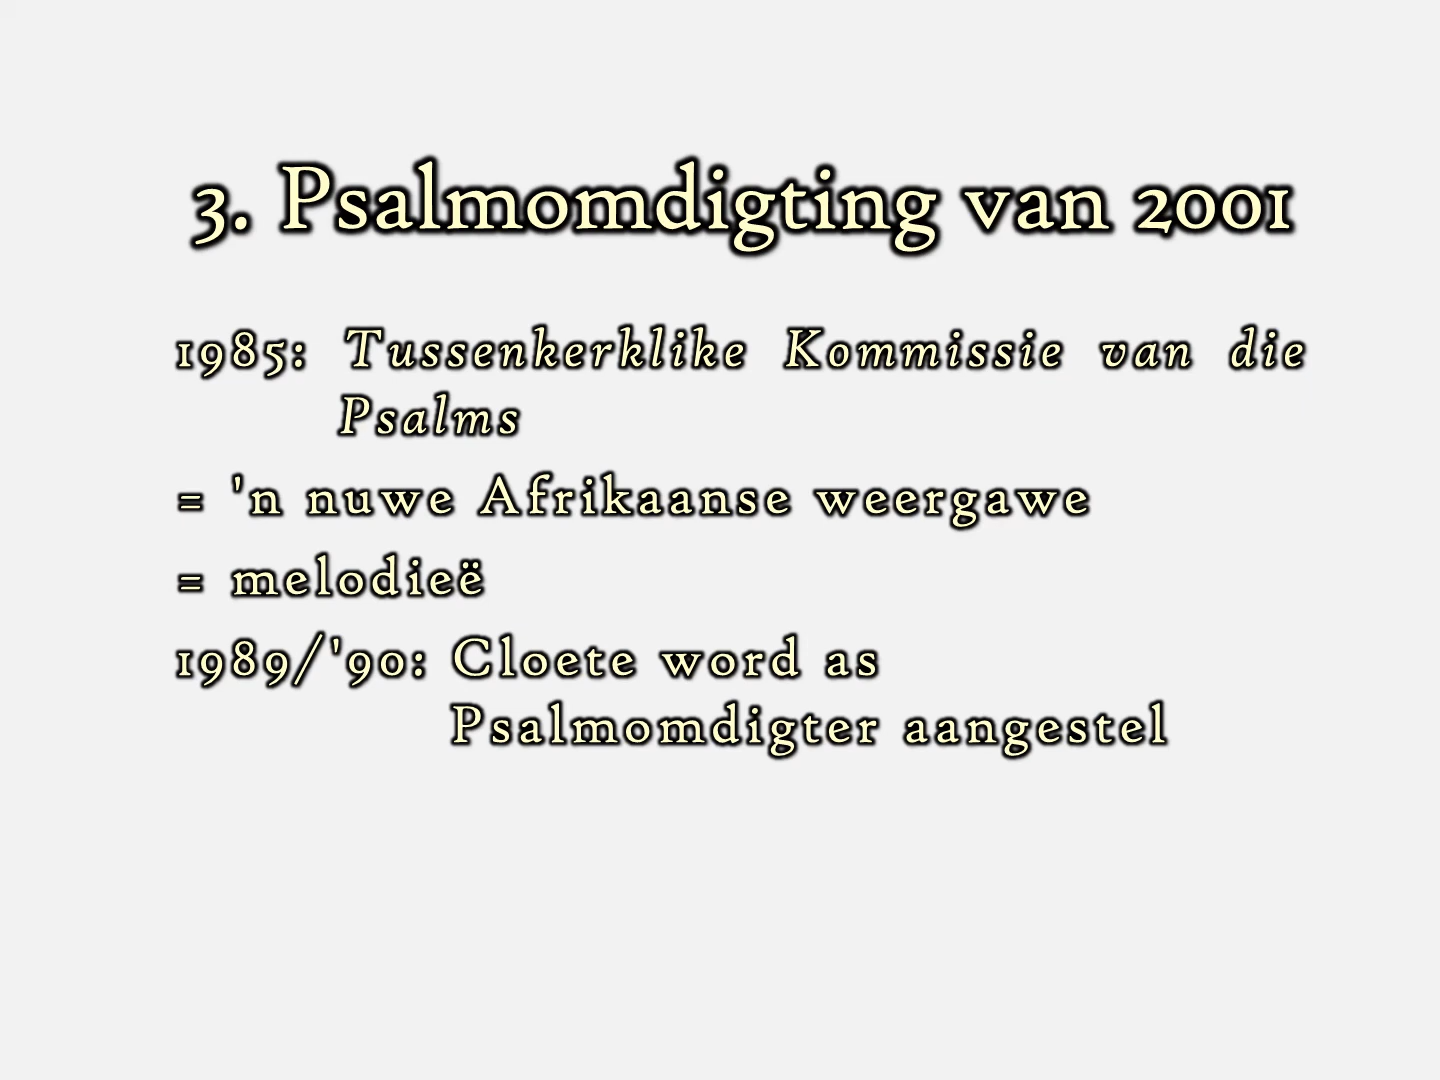 3. Psalmomdigting van 2001
1985: Tussenkerklike Kommissie van die
Psalms
= 'n nuwe Afrikaanse weergawe
= melodieë
1989/'90: Cloete word as
Psalmomdigter aangestel